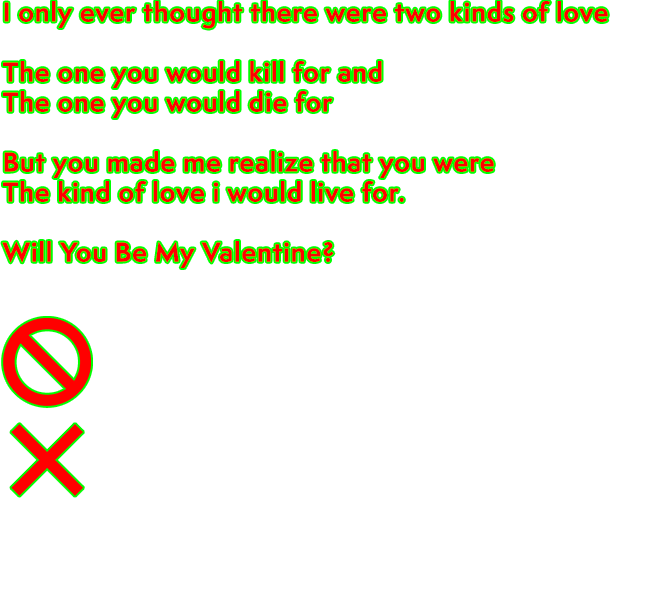 I only ever thought there were two kinds of love
The one you would kill for and
The one you would die for
But you made me realize that you were
The kind of love i would live for.
Will You Be My Valentine?